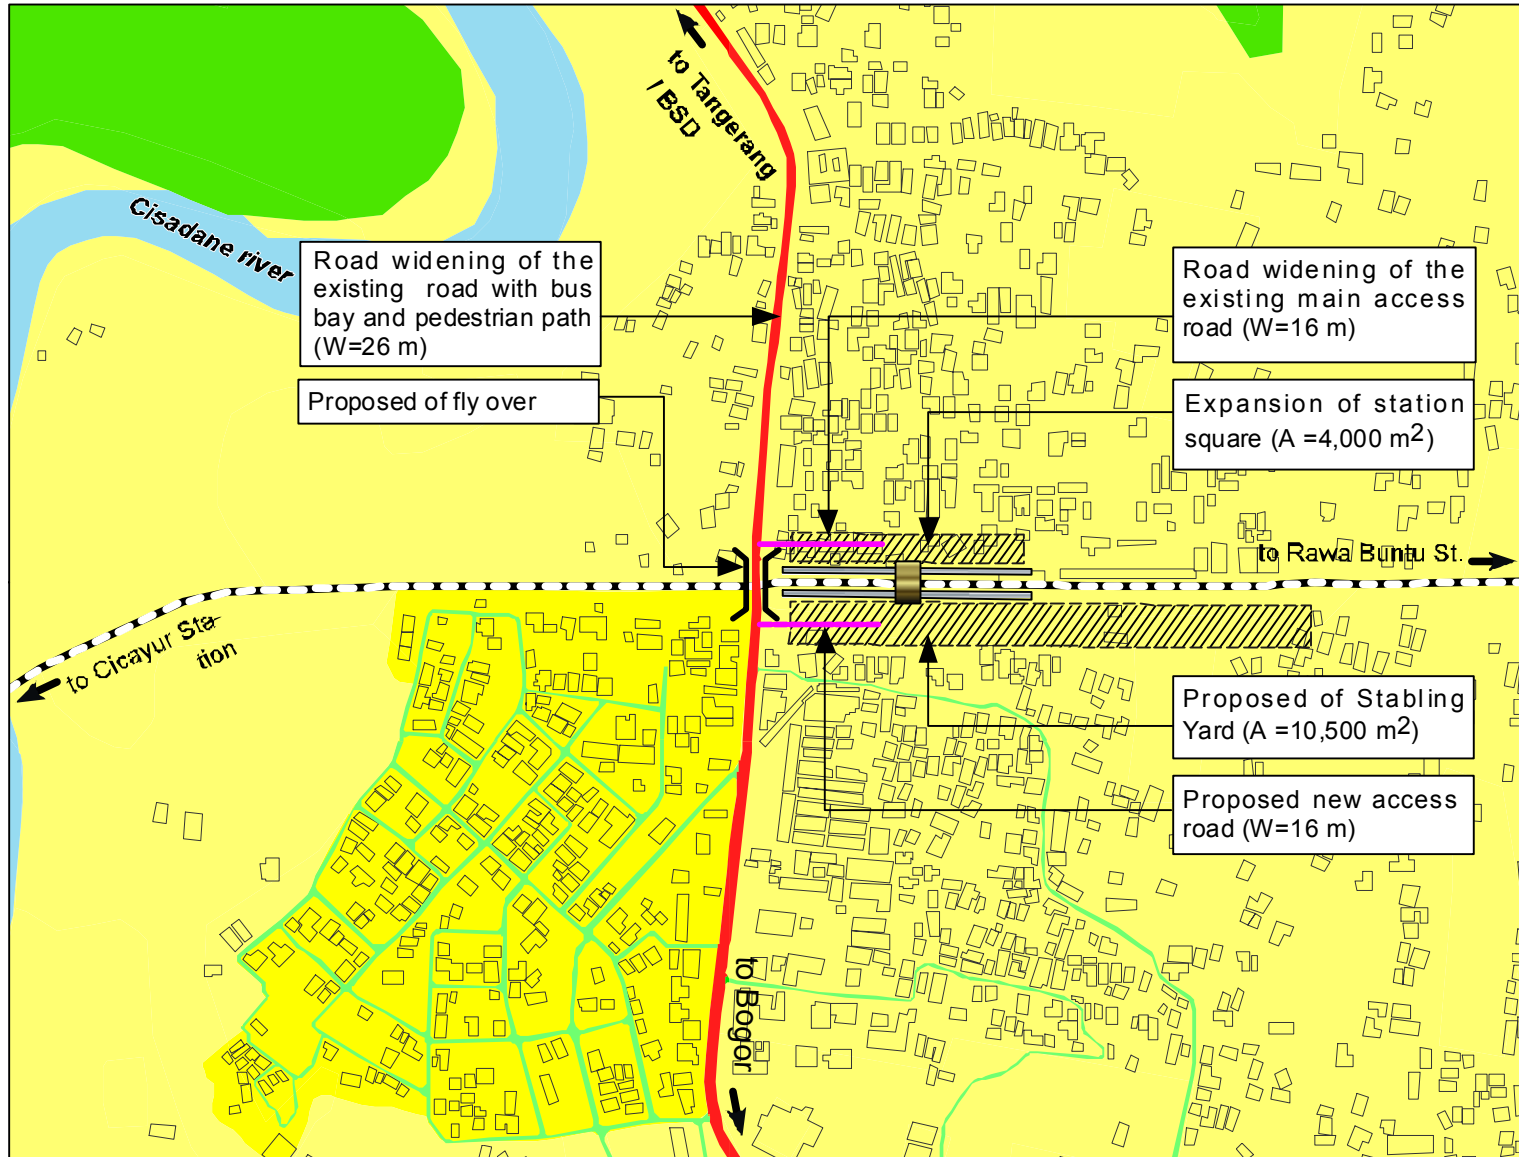 to Tangerang
/ BSD
Cisadane river
Road widening of the
existing road with bus
bay and pedestrian path
(W=26 m)
Proposed of fly over
Road widening of the
existing main access
road (W=16 m)
Expansion of station
square (A =4,000 m2)
to Rawa Buntu St.
to Cicayur Sta-
tion
Proposed of Stabling
Yard (A =10,500 m2)
Proposed new access
road (W=16 m)
to Bogor